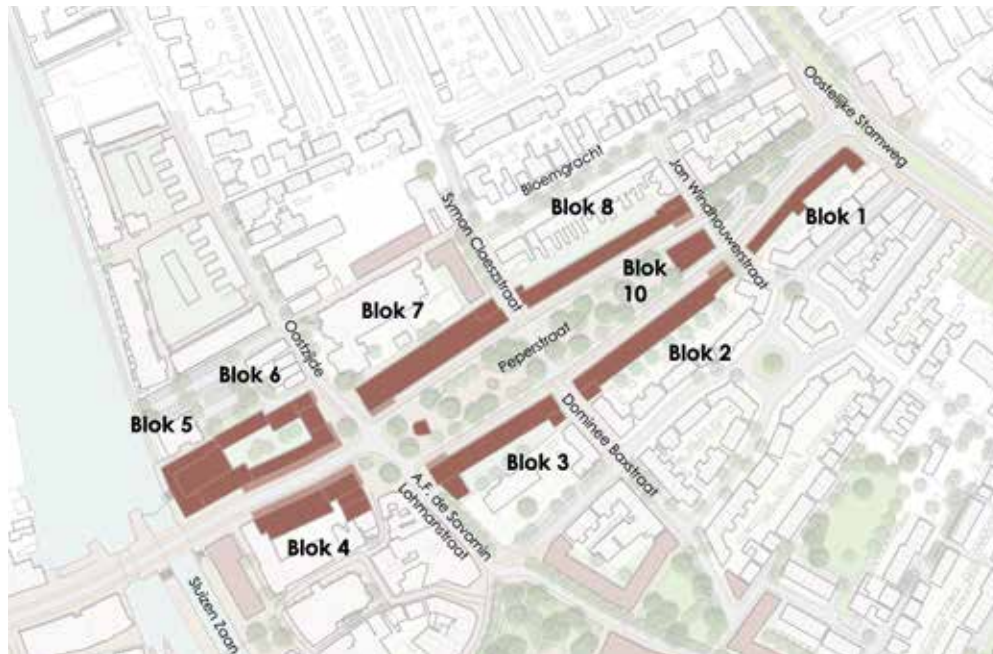 Oostelijke Stamweg
Bloemgracht
Jan Windhouwerstraat
Symon Claeszstraat
Blok 8
Blok 1
Blok
10
Blok 7
Peperstraat
Oostzijde
Blok 2
Blok 6
Dominee Baxstraat
Blok 5
Blok 3
A.F. de Savornin
Lohmanstraat
Blok 4
Sluizen Zaan